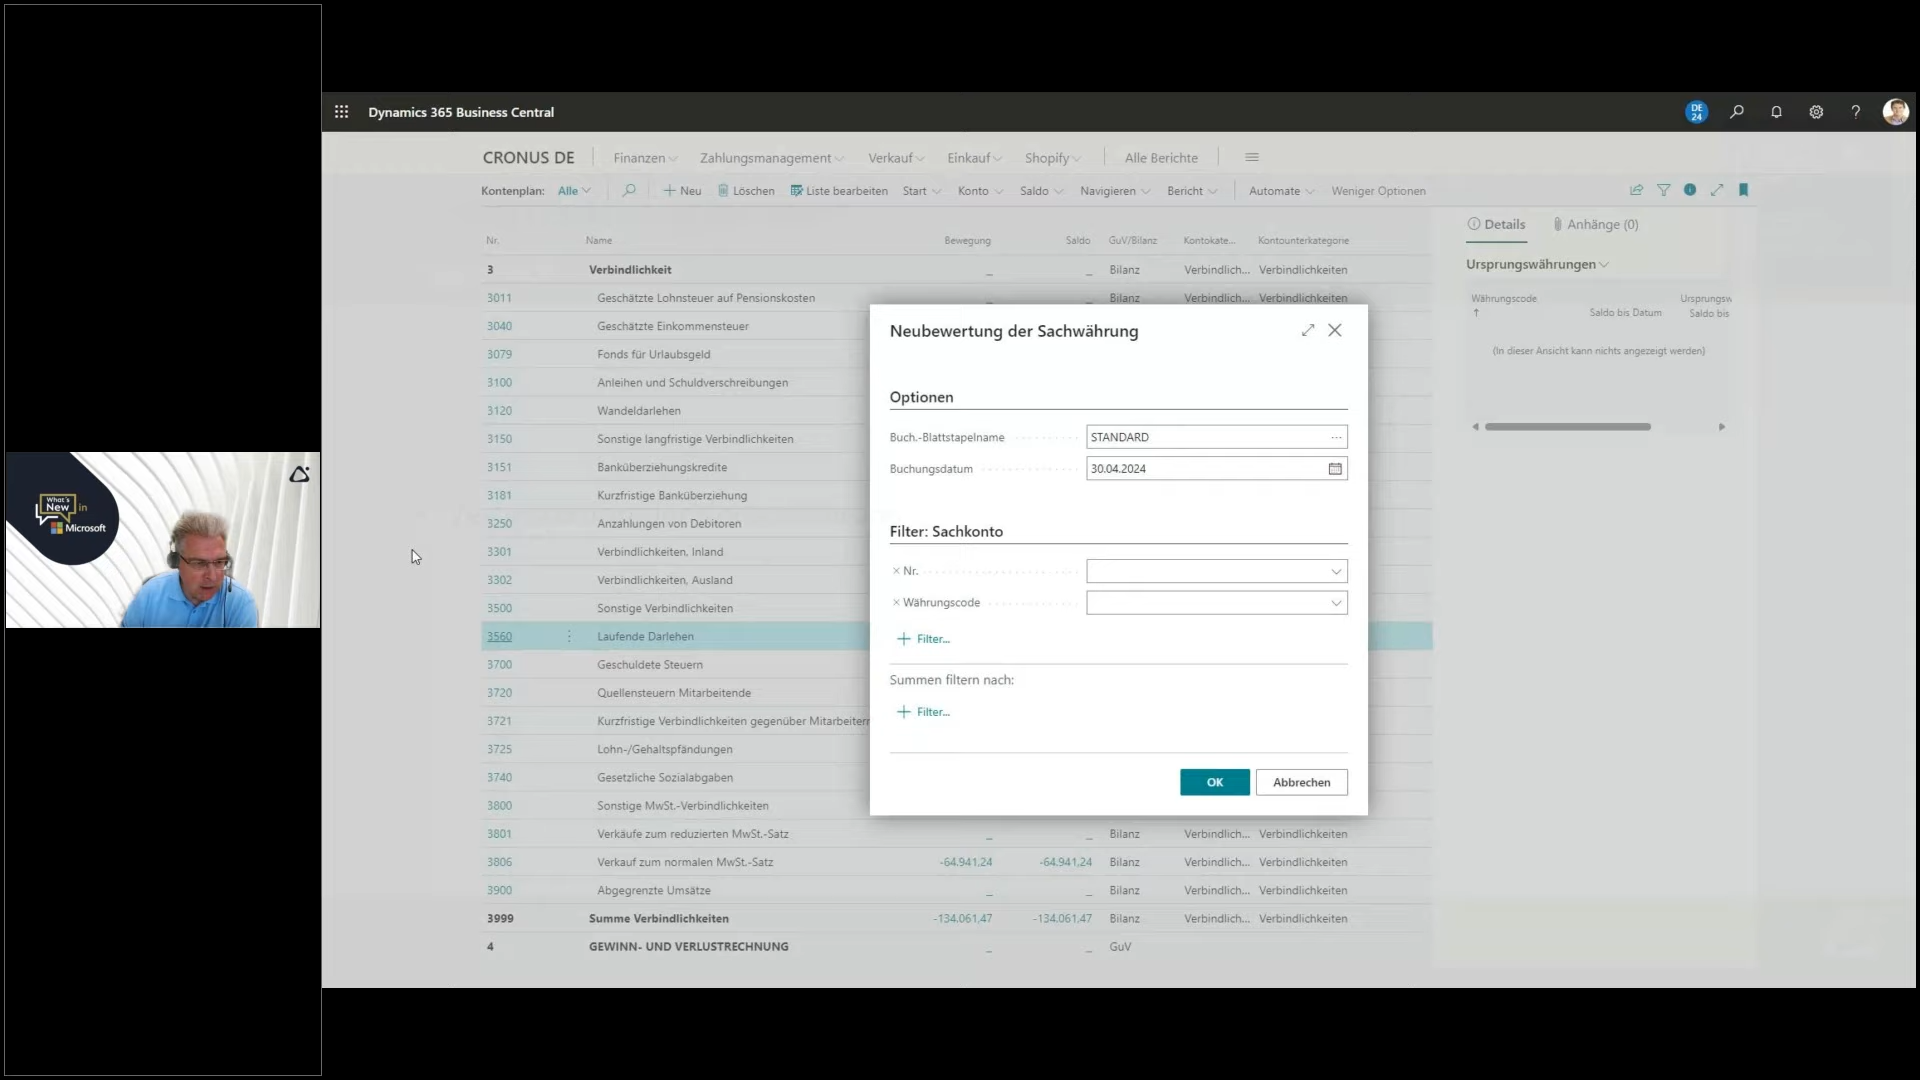 Dynamics 365 Business Central
DE 24
?
CRONUS DE
Finanzen
Zahlungsmanagement
Verkauf
Einkauf
Shopify
Alle Berichte
Kontenplan: Alle
Neu
Löschen
Liste bearbeiten
Start
Konto
Saldo
Navigieren
Bericht
Automate
Weniger Optionen
Nr. Name Bewegung Saldo GuV/Bilanz Kontokate... Kontounterkategorie
3 Verbindlichkeit _ _ Bilanz Verbindlich... Verbindlichkeiten
3011 Geschätzte Lohnsteuer auf Pensionskosten _ _ Bilanz Verbindlich... Verbindlichkeiten
3040 Geschätzte Einkommensteuer
3079 Fonds für Urlaubsgeld
3100 Anleihen und Schuldverschreibungen
3120 Wandeldarlehen
3150 Sonstige langfristige Verbindlichkeiten
3151 Banküberziehungskredite
3181 Kurzfristige Banküberziehung
3250 Anzahlungen von Debitoren
3301 Verbindlichkeiten, Inland
3302 Verbindlichkeiten, Ausland
3500 Sonstige Verbindlichkeiten
3560 Laufende Darlehen
3700 Geschuldete Steuern
3720 Quellensteuern Mitarbeitende
3721 Kurzfristige Verbindlichkeiten gegenüber Mitarbeitern
3725 Lohn-/Gehaltspfändungen
3740 Gesetzliche Sozialabgaben
3800 Sonstige MwSt.-Verbindlichkeiten
3801 Verkäufe zum reduzierten MwSt.-Satz _ _ Bilanz Verbindlich... Verbindlichkeiten
3806 Verkauf zum normalen MwSt.-Satz -64.941,24 -64.941,24 Bilanz Verbindlich... Verbindlichkeiten
3900 Abgegrenzte Umsätze _ _ Bilanz Verbindlich... Verbindlichkeiten
3999 Summe Verbindlichkeiten -134.061,47 -134.061,47 Bilanz Verbindlich... Verbindlichkeiten
4 GEWINN- UND VERLUSTRECHNUNG _ _ GuV
Neubewertung der Sachwährung
Optionen
Buch.-Blattstapelname STANDARD ...
Buchungsdatum 30.04.2024
Filter: Sachkonto
× Nr.
× Währungscode
+ Filter...
Summen filtern nach:
+ Filter...
OK
Abbrechen
Details
Anhänge (0)
Ursprungswährungen
Währungscode ↑
Saldo bis Datum
Ursprungsw
Saldo bis
(In dieser Ansicht kann nichts angezeigt werden)
What's
New in
Microsoft